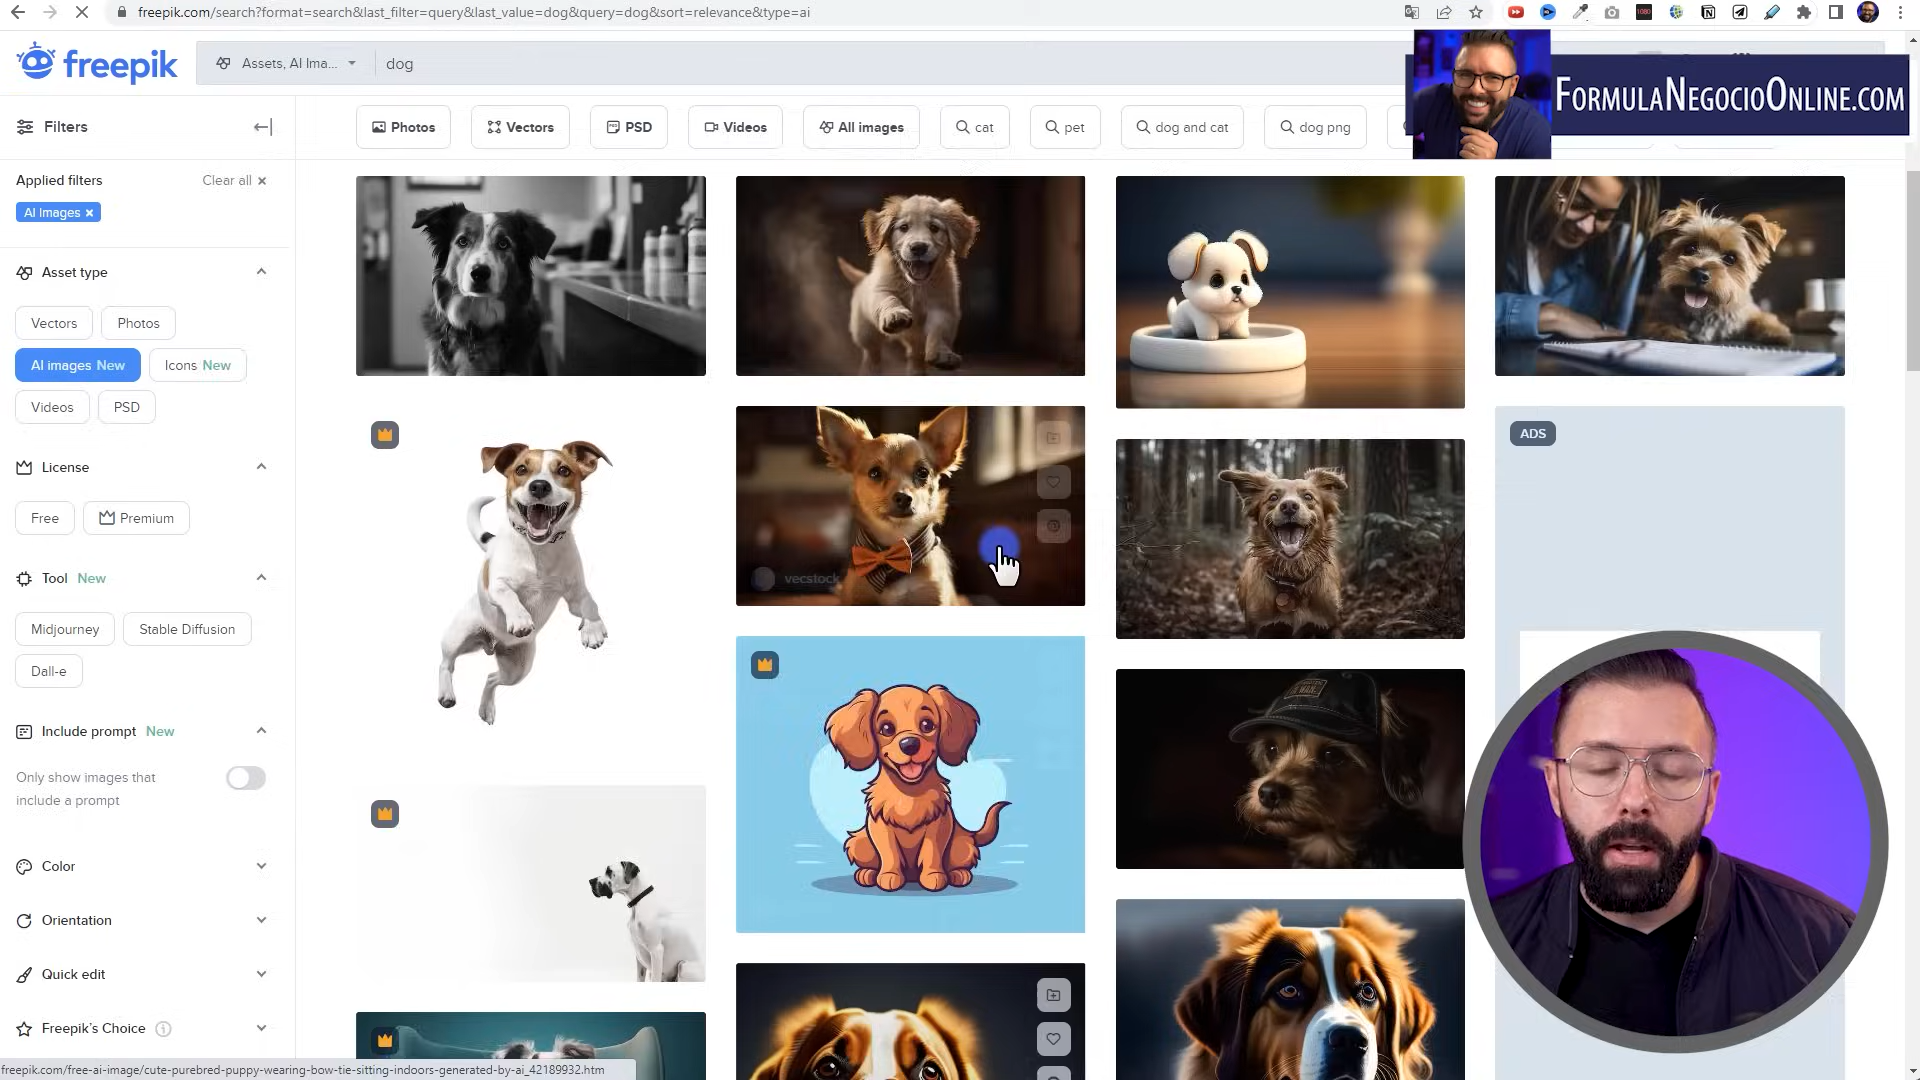 freepik.com/search?format=search&last_filter=query&last_value=dog&query=dog&sort=relevance&type=ai
1080
freepik
Assets, AI Ima...
dog
FORMULANEGOCIOONLINE.COM
Filters
Photos
Vectors
PSD
Videos
All images
cat
pet
dog and cat
dog png
Applied filters
Clear all
AI Images
Asset type
Vectors
Photos
AI images New
Icons New
Videos
PSD
License
Free
Premium
Tool New
Midjourney
Stable Diffusion
Dall-e
Include prompt New
Only show images that
include a prompt
Color
Orientation
Quick edit
Freepik's Choice
vecstock
ADS
freepik.com/free-ai-image/cute-purebred-puppy-wearing-bow-tie-sitting-indoors-generated-by-ai_42189932.htm